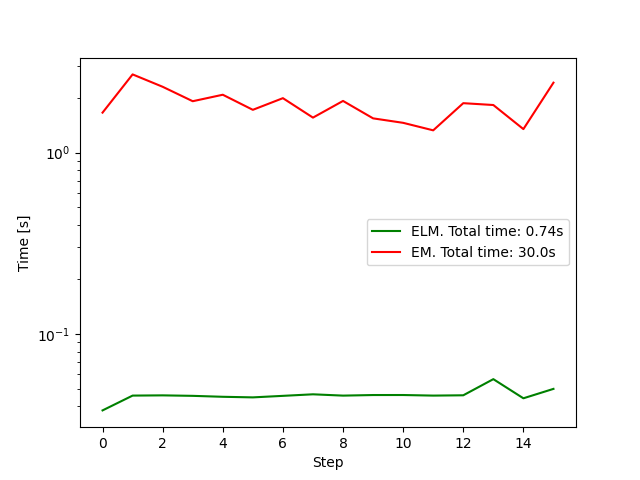 10⁰
10⁻¹
Time [s]
ELM. Total time: 0.74s
EM. Total time: 30.0s
0 2 4 6 8 10 12 14
Step